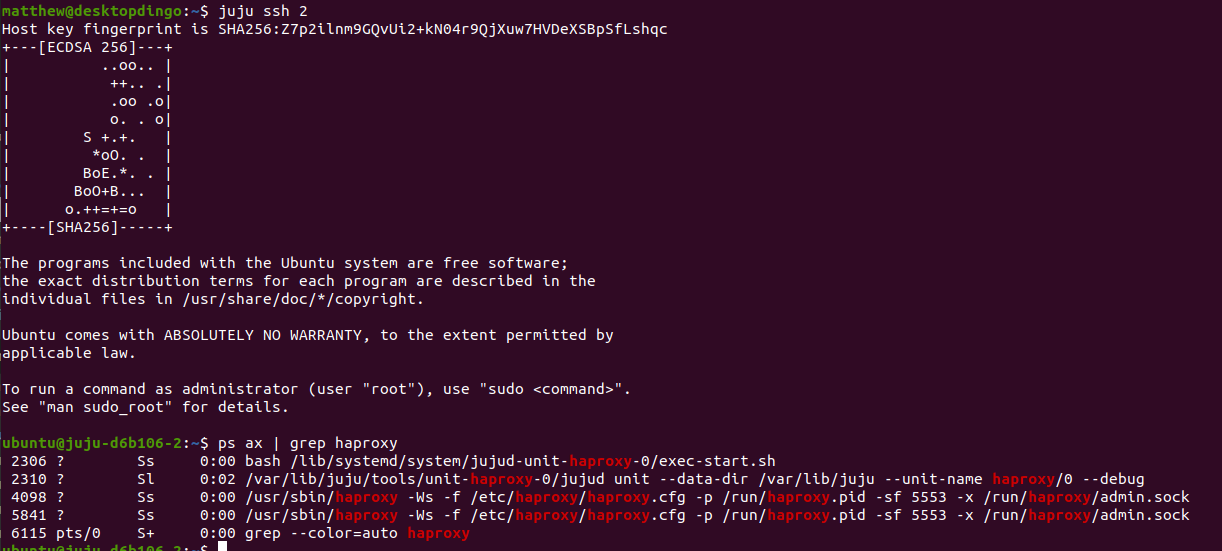 matthew@desktopdingo:~$ juju ssh 2
Host key fingerprint is SHA256:Z7p2ilnm9GQvUi2+kN04r9QjXuw7HVDeXSBpSfLshqc
+---[ECDSA 256]---+
|          ..oo.. |
|           ++.. .|
|           .oo .o|
|           o. . o|
|        S +.+.   |
|         *oO. .  |
|        BoE.*. . |
|       BoO+B...  |
|      o.++=+=o   |
+----[SHA256]-----+
The programs included with the Ubuntu system are free software;
the exact distribution terms for each program are described in the
individual files in /usr/share/doc/*/copyright.
Ubuntu comes with ABSOLUTELY NO WARRANTY, to the extent permitted by
applicable law.
To run a command as administrator (user "root"), use "sudo <command>".
See "man sudo_root" for details.
ubuntu@juju-d6b106-2:~$ ps ax | grep haproxy
 2306 ?        Ss     0:00 bash /lib/systemd/system/jujud-unit-haproxy-0/exec-start.sh
 2310 ?        Sl     0:02 /var/lib/juju/tools/unit-haproxy-0/jujud unit --data-dir /var/lib/juju --unit-name haproxy/0 --debug
 4098 ?        Ss     0:00 /usr/sbin/haproxy -Ws -f /etc/haproxy/haproxy.cfg -p /run/haproxy.pid -sf 5553 -x /run/haproxy/admin.sock
 5841 ?        Ss     0:00 /usr/sbin/haproxy -Ws -f /etc/haproxy/haproxy.cfg -p /run/haproxy.pid -sf 5553 -x /run/haproxy/admin.sock
 6115 pts/0    S+     0:00 grep --color=auto haproxy
ubuntu@juju-d6b106-2:~$